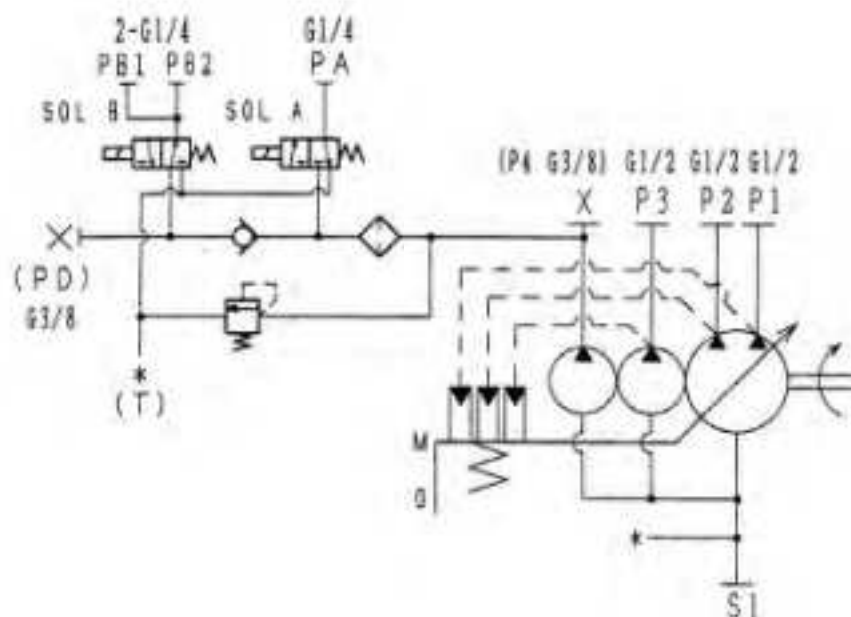 2-G1/4 G1/4
PB1 PB2 PA
SOL B SOL A
(P4 G3/8) G1/2 G1/2 G1/2
X P3 P2 P1
X
(PD)
G3/8
*
(T)
M
0
*
S1